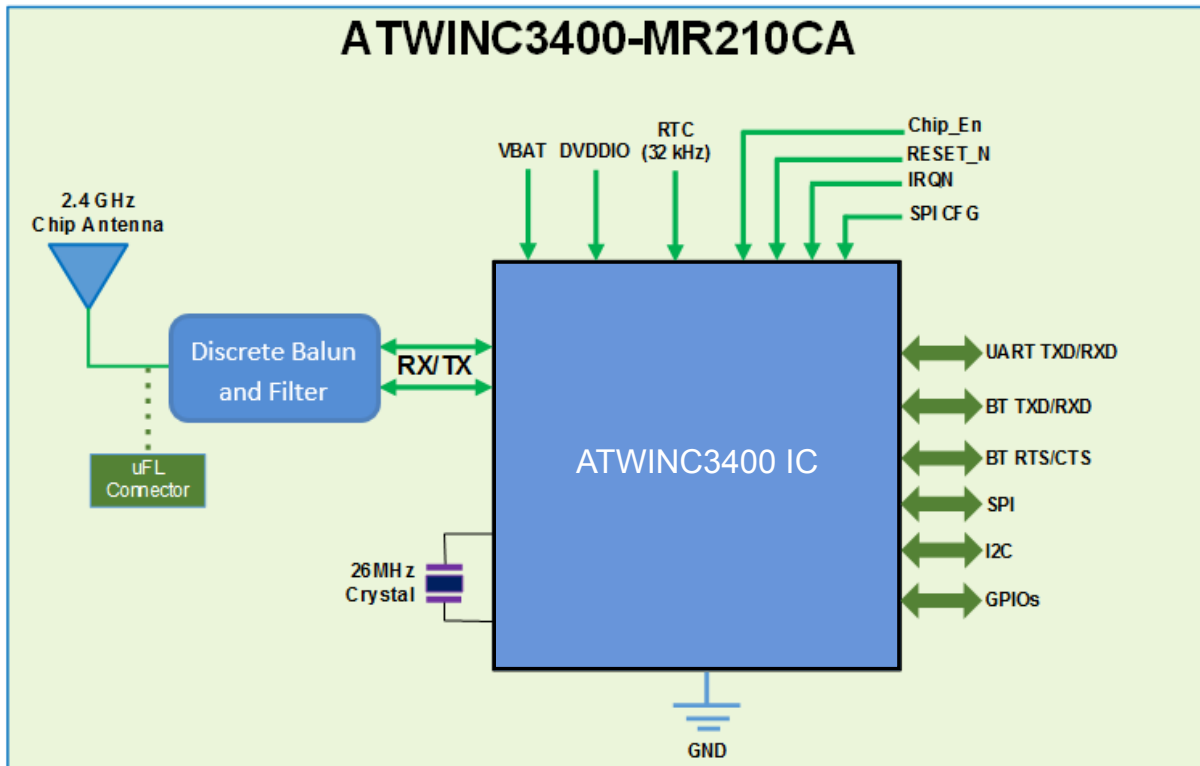 ATWINC3400-MR210CA
VBAT
DVDDIO
RTC
(32 kHz)
Chip_En
RESET_N
IRQN
SPI CFG
2.4 GHz
Chip Antenna
Discrete Balun
and Filter
RX/TX
uFL
Connector
ATWINC3400 IC
26MHz
Crystal
UART TXD/RXD
BT TXD/RXD
BT RTS/CTS
SPI
I2C
GPIOs
GND